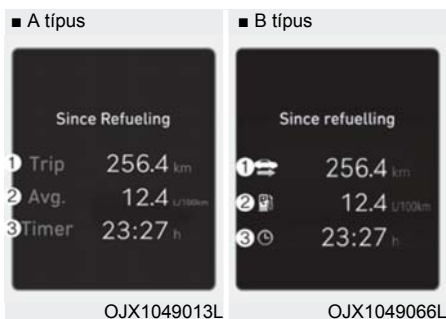 ■ A típus
Since Refueling
① Trip 256.4 km
② Avg. 12.4 L/100km
③ Timer 23:27 h
OJX1049013L
■ B típus
Since refuelling
① 256.4 km
② 12.4 L/100km
③ 23:27 h
OJX1049066L